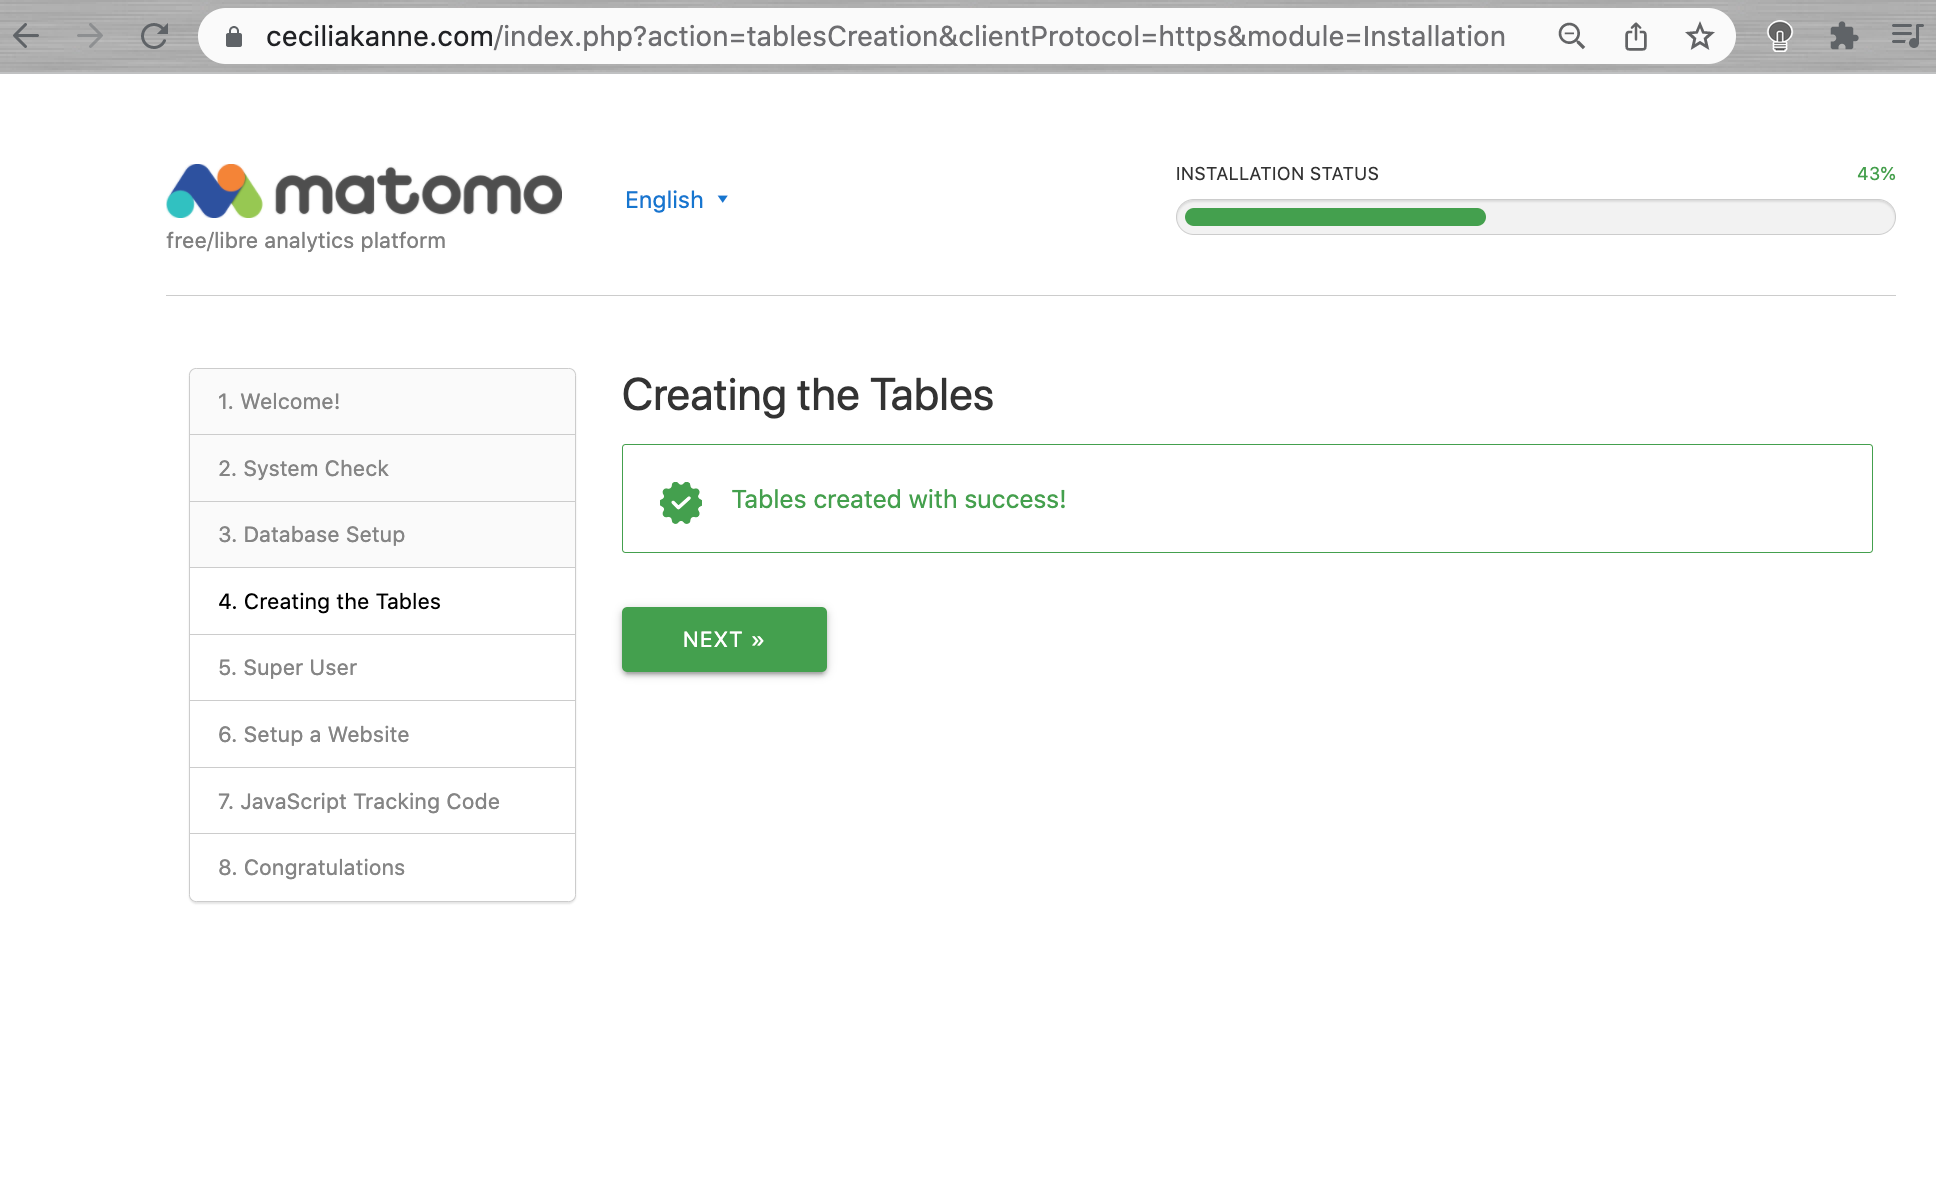 ceciliakanne.com/index.php?action=tablesCreation&clientProtocol=https&module=Installation
matomo
free/libre analytics platform
English
INSTALLATION STATUS
43%
1. Welcome!
2. System Check
3. Database Setup
4. Creating the Tables
5. Super User
6. Setup a Website
7. JavaScript Tracking Code
8. Congratulations
Creating the Tables
Tables created with success!
NEXT »